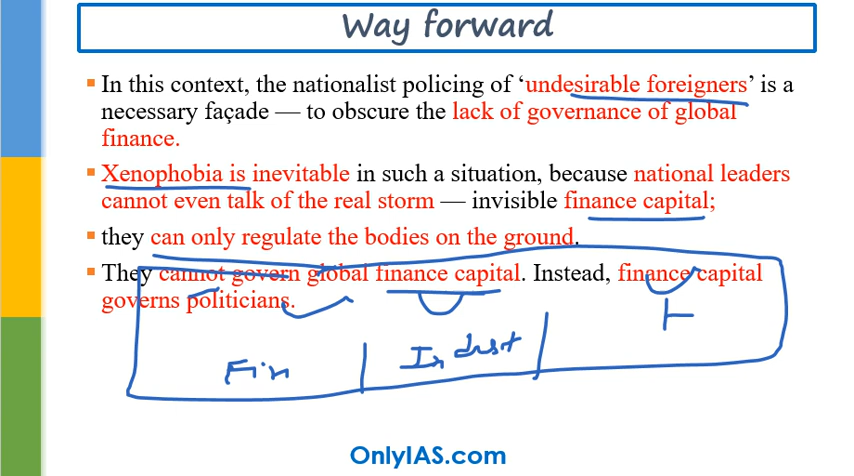 Way forward
In this context, the nationalist policing of ‘undesirable foreigners’ is a
necessary façade — to obscure the lack of governance of global
finance.
Xenophobia is inevitable in such a situation, because national leaders
cannot even talk of the real storm — invisible finance capital;
they can only regulate the bodies on the ground.
They cannot govern global finance capital. Instead, finance capital
governs politicians.
Fin | Indust |
OnlyIAS.com